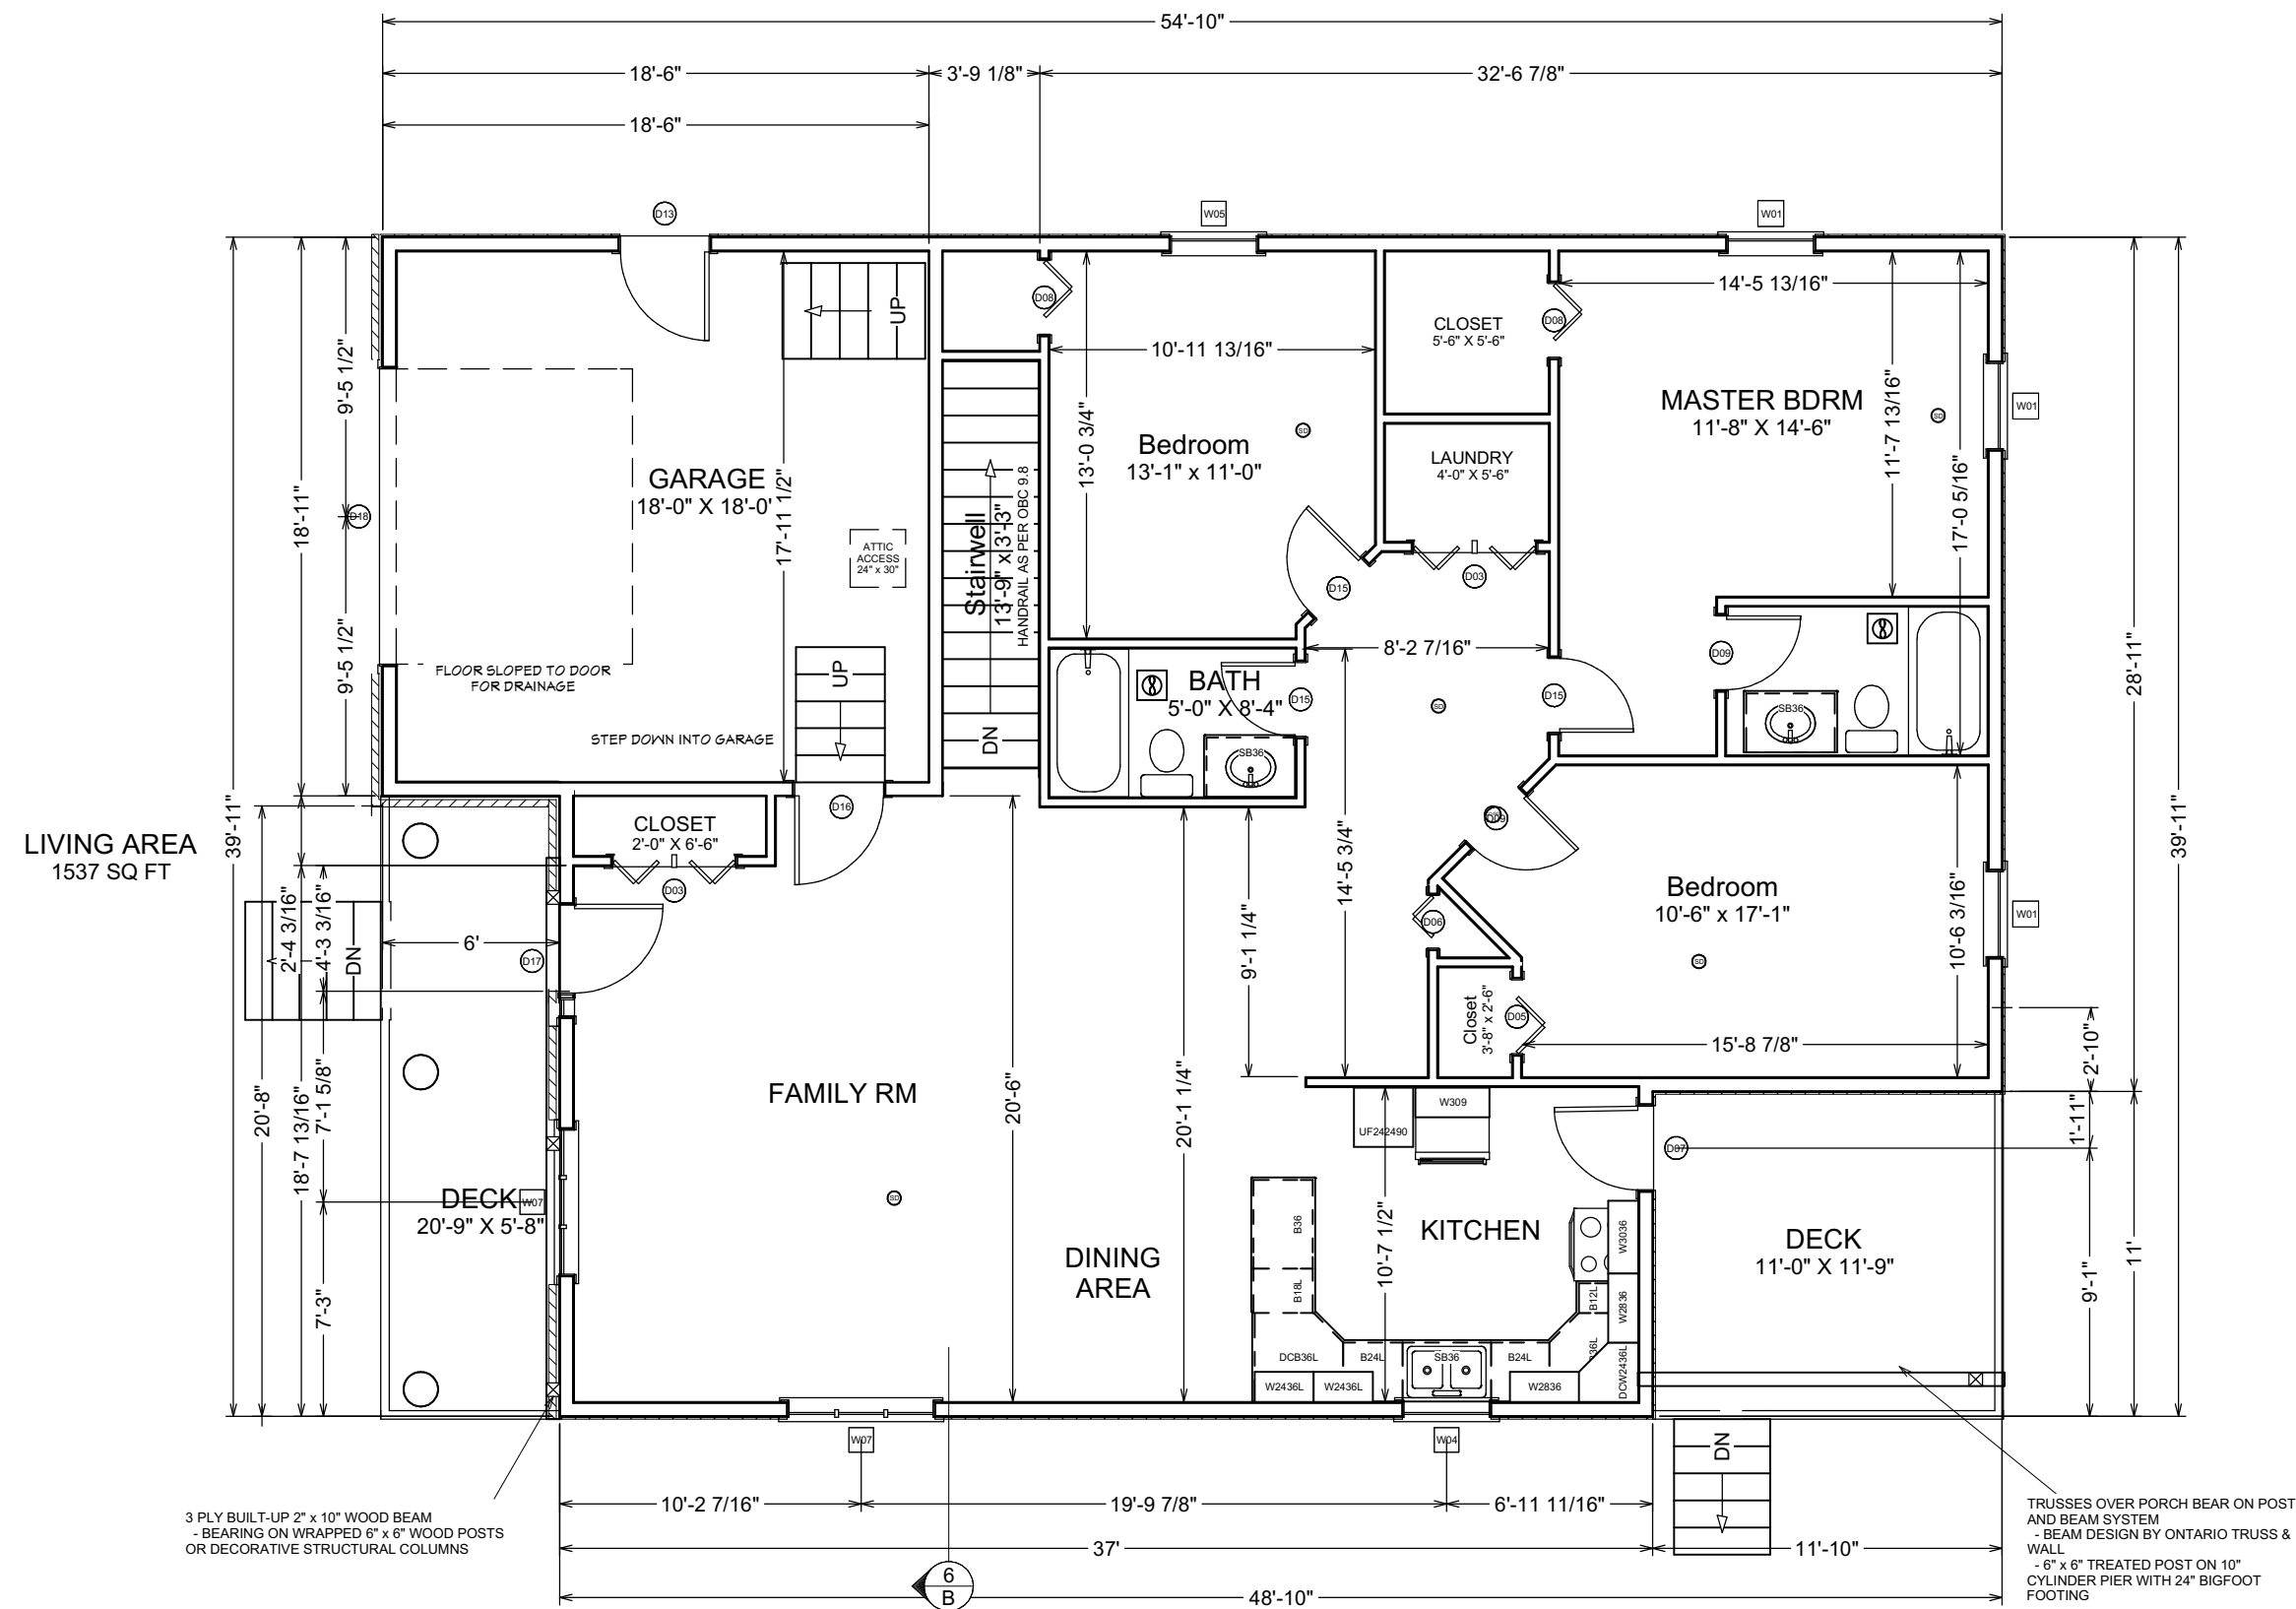 54'-10"
18'-6"
3'-9 1/8"
32'-6 7/8"
18'-6"
D13
W05
W01
D08
UP
14'-5 13/16"
CLOSET
5'-6" X 5'-6"
D08
10'-11 13/16"
9'-5 1/2"
MASTER BDRM
11'-8" X 14'-6"
SD
W01
11'-7 13/16"
13'-0 3/4"
SD
Bedroom
13'-1" x 11'-0"
LAUNDRY
4'-0" X 5'-6"
GARAGE
18'-0" X 18'-0'
17'-11 1/2"
18'-11"
D18
Stairwell
13'-9" x 3'-3"
HANDRAIL AS PER OBC 9.8
17'-0 5/16"
ATTIC
ACCESS
24" x 30"
D15
D03
9'-5 1/2"
8'-2 7/16"
D09
28'-11"
FLOOR SLOPED TO DOOR
FOR DRAINAGE
UP
BATH
5'-0" X 8'-4"
D15
SD
D15
SB36
STEP DOWN INTO GARAGE
DN
SB36
D16
CLOSET
2'-0" X 6'-6"
D09
LIVING AREA
1537 SQ FT
39'-11"
39'-11"
D03
14'-5 3/4"
Bedroom
10'-6" x 17'-1"
D06
W01
2'-4 3/16"
4'-3 3/16"
DN
6'
D17
9'-1 1/4"
SD
10'-6 3/16"
Closet
3'-8" x 2'-6"
D05
15'-8 7/8"
2'-10"
FAMILY RM
20'-8"
18'-7 13/16"
7'-1 5/8"
20'-6"
20'-1 1/4"
W309
UF242490
1'-11"
D07
DECK
20'-9" X 5'-8"
W07
SD
B36
10'-7 1/2"
KITCHEN
W3036
DECK
11'-0" X 11'-9"
11'
DINING
AREA
B18L
B12L
W2836
9'-1"
7'-3"
DCB36L
B24L
SB36
B24L
W2436L
W2436L
W2836
DCW2436L
W07
W04
DN
10'-2 7/16"
19'-9 7/8"
6'-11 11/16"
3 PLY BUILT-UP 2" x 10" WOOD BEAM
- BEARING ON WRAPPED 6" x 6" WOOD POSTS
OR DECORATIVE STRUCTURAL COLUMNS
TRUSSES OVER PORCH BEAR ON POST
AND BEAM SYSTEM
- BEAM DESIGN BY ONTARIO TRUSS &
WALL
- 6" x 6" TREATED POST ON 10"
CYLINDER PIER WITH 24" BIGFOOT
FOOTING
37'
11'-10"
6
B
48'-10"